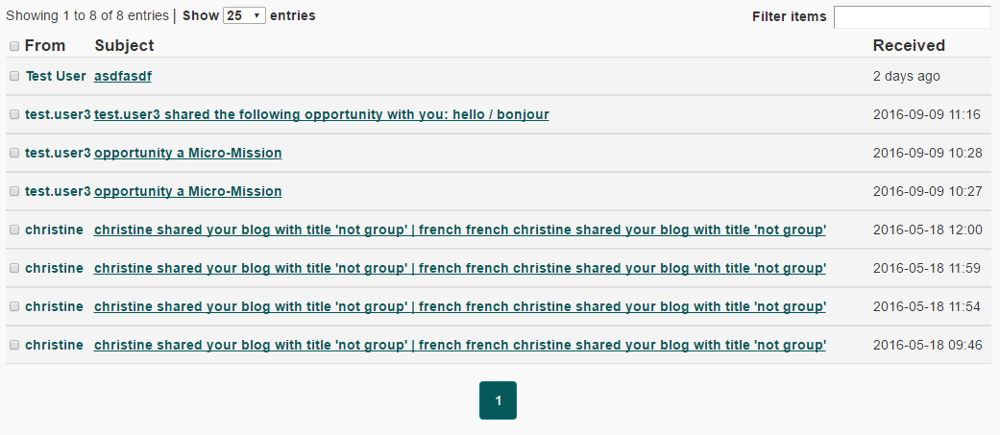 Showing 1 to 8 of 8 entries | Show 25 entries Filter items
From Subject Received
Test User asdfasdf 2 days ago
test.user3 test.user3 shared the following opportunity with you: hello / bonjour 2016-09-09 11:16
test.user3 opportunity a Micro-Mission 2016-09-09 10:28
test.user3 opportunity a Micro-Mission 2016-09-09 10:27
christine christine shared your blog with title 'not group' | french french christine shared your blog with title 'not group' 2016-05-18 12:00
christine christine shared your blog with title 'not group' | french french christine shared your blog with title 'not group' 2016-05-18 11:59
christine christine shared your blog with title 'not group' | french french christine shared your blog with title 'not group' 2016-05-18 11:54
christine christine shared your blog with title 'not group' | french french christine shared your blog with title 'not group' 2016-05-18 09:46
1